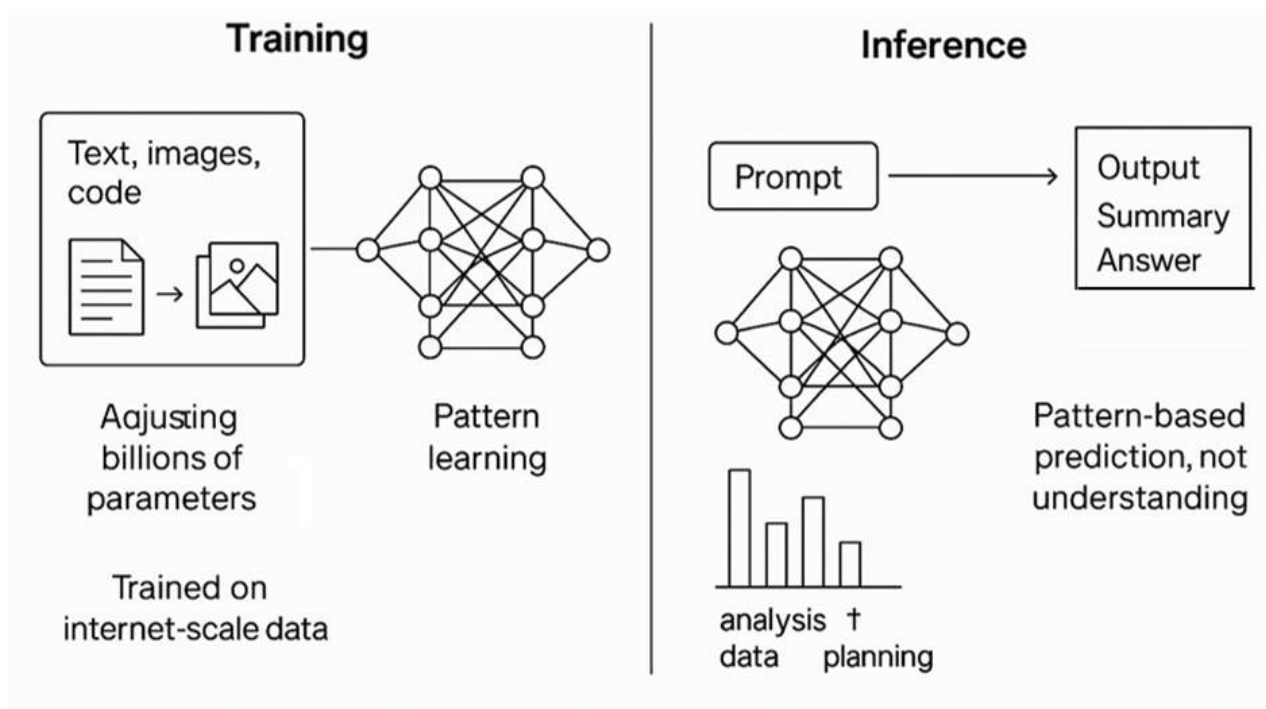 Training
Text, images,
code
Aqjusting
billions of
parameters
Pattern
learning
Trained on
internet-scale data
Inference
Prompt
Output
Summary
Answer
Pattern-based
prediction, not
understanding
analysis †
data planning